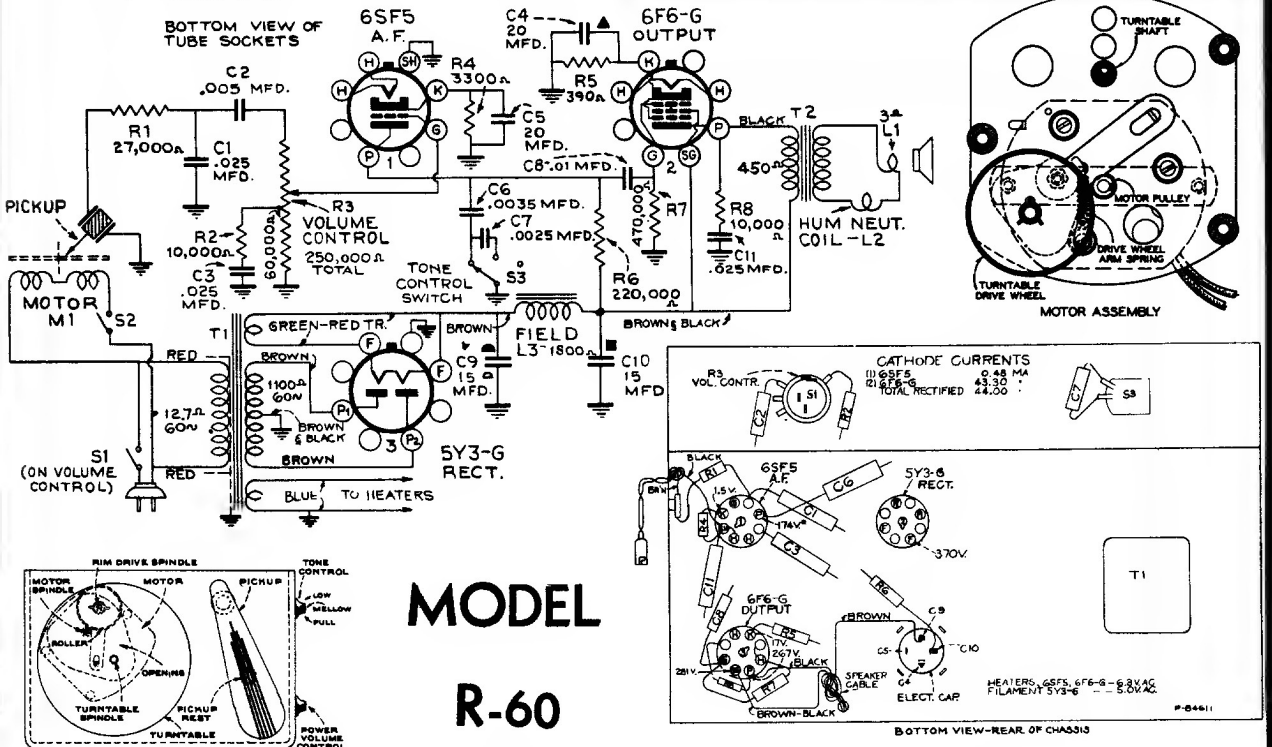 BOTTOM VIEW OF
TUBE SOCKETS
6SF5
A.F.
C4
20
MFD.
6F6-G
OUTPUT
TURNTABLE
SHAFT
H
SH
H
K
P
G
1
R4
3300Ω
C5
20
MFD.
R5
390Ω
K
H
H
P
G
SG
2
C2
.005 MFD.
R1
27,000Ω
C1
.025
MFD.
BLACK
T2
450Ω
3Ω
L1
C8-.01 MFD.
C6
.0035 MFD.
C7
.0025 MFD.
470,000Ω
R7
R8
10,000
Ω
C11
.025 MFD.
HUM NEUT.
COIL-L2
MOTOR PULLEY
DRIVE WHEEL
ARM SPRING
TURNTABLE
DRIVE WHEEL
MOTOR ASSEMBLY
PICKUP
R3
VOLUME
CONTROL
250,000Ω
TOTAL
R2
10,000Ω
60,000Ω
C3
.025
MFD.
TONE
CONTROL
SWITCH
S3
R6
220,000
Ω
MOTOR
M1
S2
T1
GREEN-RED TR.
BROWN
FIELD
L3-1800Ω
BROWN & BLACK
RED
BROWN
F
F
C9
15
MFD.
C10
15
MFD
1100Ω
60~
12.7Ω
60~
P1
P2
3
BROWN
& BLACK
BROWN
5Y3-G
RECT.
S1
(ON VOLUME
CONTROL)
RED
BLUE
TO HEATERS
CATHODE CURRENTS
(1) 6SF5 0.48 MA
(2) 6F6-G 43.30 "
TOTAL RECTIFIED 44.00 "
R3
VOL. CONTR.
S1
C2
R2
C7
S3
BLACK
BRN
R1
6SF5
A.F.
C6
5Y3-G
RECT.
1.5V.
R4
C1
174V.*
C3
370V.
C11
C8
R6
T1
6F6-G
OUTPUT
R5
17V.
267V.
BLACK
281V.
R7
BROWN
C9
C5
C10
C4
ELECT. CAP.
SPEAKER
CABLE
BROWN-BLACK
HEATERS, 6SF5, 6F6-G - 6.3V.AC
FILAMENT 5Y3-G - - 5.0V.AC.
P-84611
BOTTOM VIEW-REAR OF CHASSIS
RIM DRIVE SPINDLE
MOTOR
SPINDLE
MOTOR
PICKUP
TONE
CONTROL
LOW
MELLOW
FULL
ROLLER
OPENING
TURNTABLE
SPINDLE
PICKUP
REST
TURNTABLE
POWER
VOLUME
CONTROL
MODEL
R-60